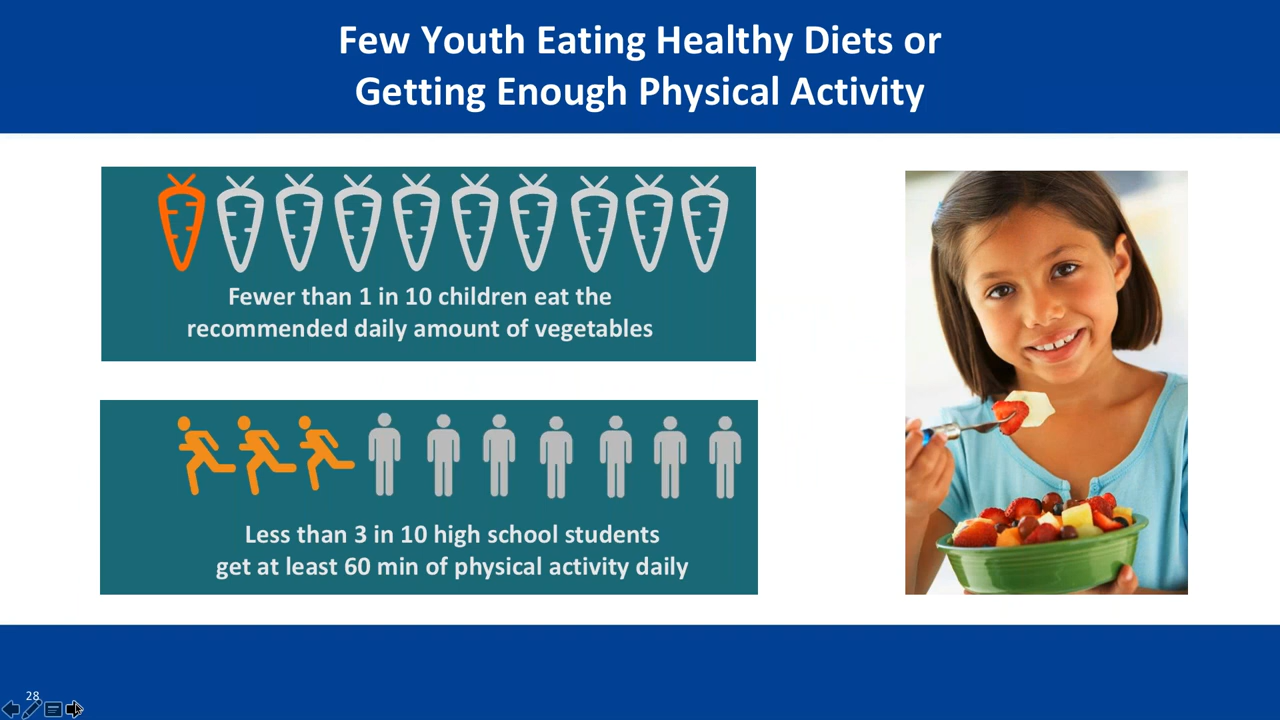 Few Youth Eating Healthy Diets or
Getting Enough Physical Activity
Fewer than 1 in 10 children eat the
recommended daily amount of vegetables
Less than 3 in 10 high school students
get at least 60 min of physical activity daily
28